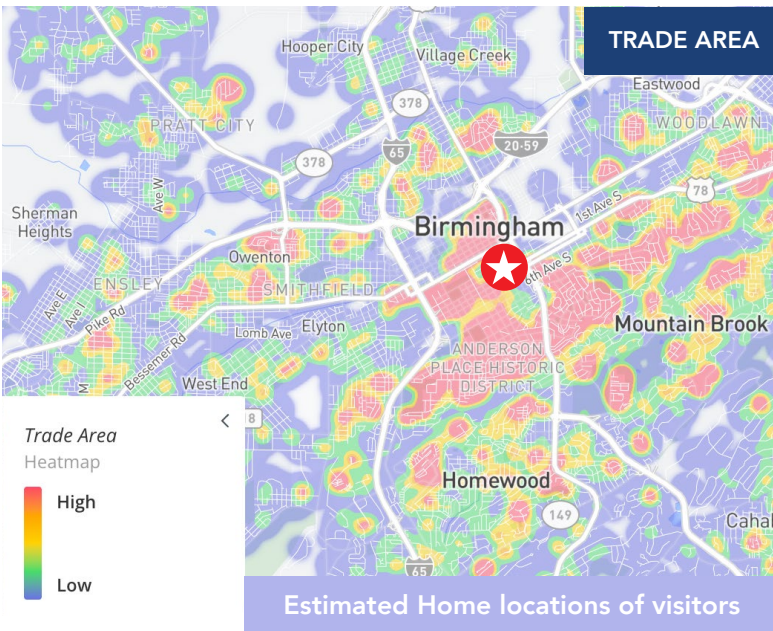 TRADE AREA
Hooper City
Village Creek
Eastwood
378
PRATT CITY
WOODLAWN
65
20-59
378
78
Ave W
1st Ave S
Sherman
Heights
Birmingham
Owenton
6th Ave S
ENSLEY
SMITHFIELD
Ave E
Ave I
Pike Rd
Lomb Ave
Elyton
Mountain Brook
Bessemer Rd
ANDERSON
PLACE HISTORIC
DISTRICT
West End
M
8
Trade Area
Heatmap
High
Low
Homewood
149
Cahal
65
Estimated Home locations of visitors